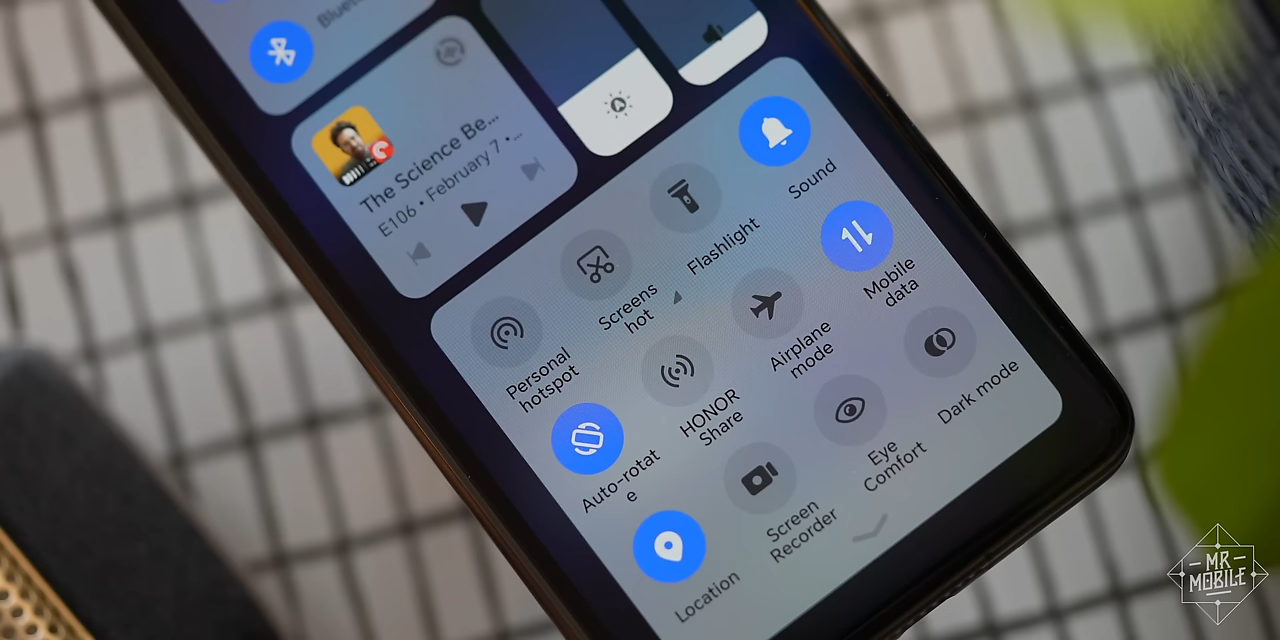 The Science Be...
E106 • February 7 •...
Sound
Flashlight
Screens
hot
Personal
hotspot
Mobile
data
Airplane
mode
HONOR
Share
Auto-rotat
e
Dark mode
Eye
Comfort
Screen
Recorder
Location
MR
MOBILE